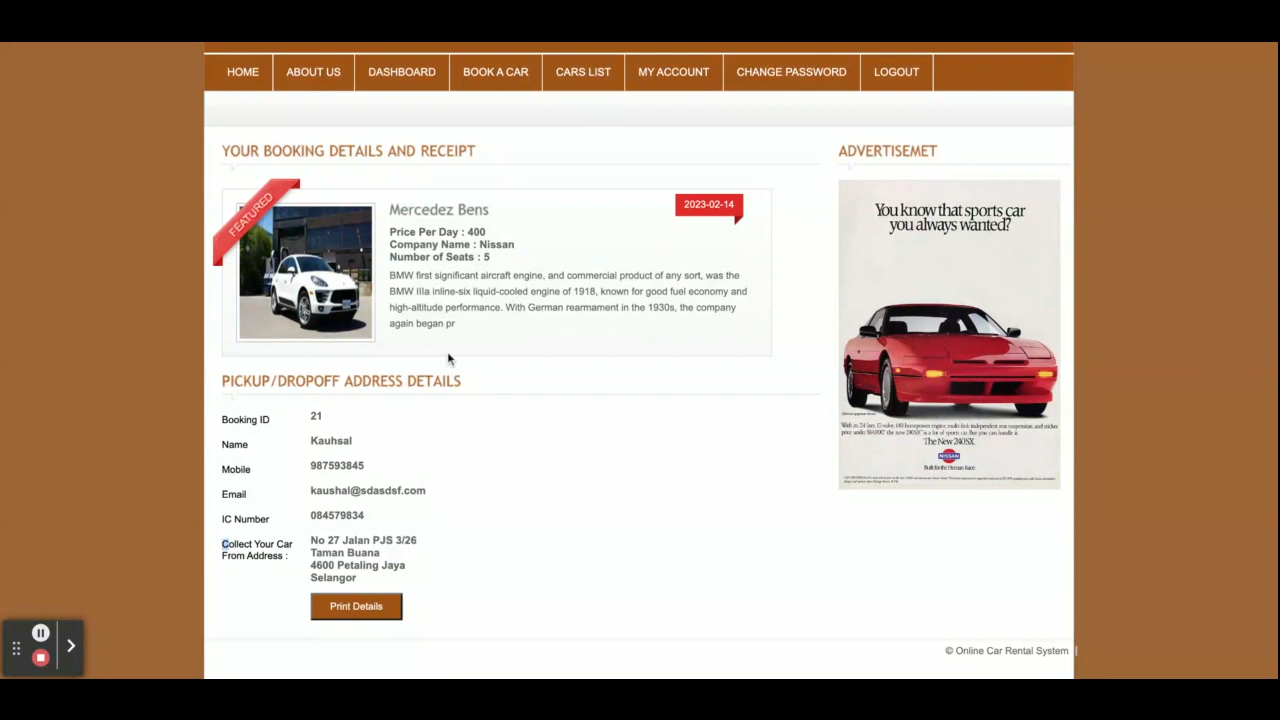 HOME
ABOUT US
DASHBOARD
BOOK A CAR
CARS LIST
MY ACCOUNT
CHANGE PASSWORD
LOGOUT
YOUR BOOKING DETAILS AND RECEIPT
FEATURED
Mercedez Bens
2023-02-14
Price Per Day : 400
Company Name : Nissan
Number of Seats : 5
BMW first significant aircraft engine, and commercial product of any sort, was the
BMW IIIa inline-six liquid-cooled engine of 1918, known for good fuel economy and
high-altitude performance. With German rearmament in the 1930s, the company
again began pr
PICKUP/DROPOFF ADDRESS DETAILS
Booking ID 21
Name Kauhsal
Mobile 987593845
Email kaushal@sdasdsf.com
IC Number 084579834
Collect Your Car
From Address :
No 27 Jalan PJS 3/26
Taman Buana
4600 Petaling Jaya
Selangor
Print Details
ADVERTISEMET
You know that sports car
you always wanted?
The New 240SX.
NISSAN
Built for the Human Race.
© Online Car Rental System